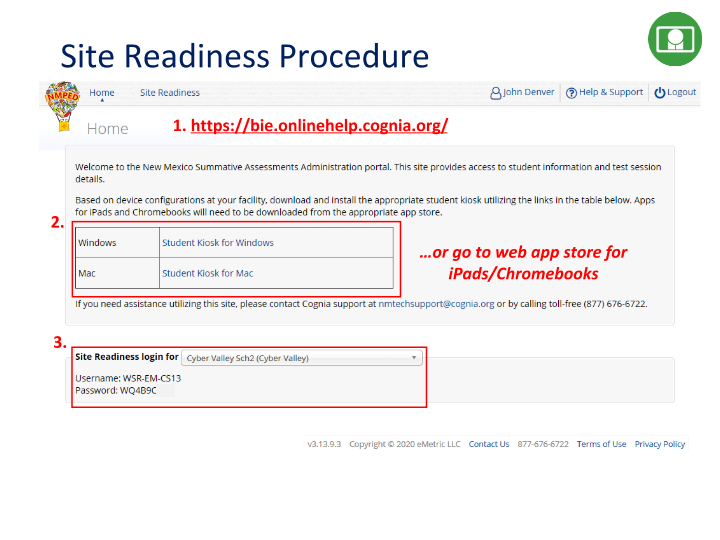 Site Readiness Procedure
NMPED
Home
Site Readiness
John Denver
Help & Support
Logout
Home
1. https://bie.onlinehelp.cognia.org/
Welcome to the New Mexico Summative Assessments Administration portal. This site provides access to student information and test session
details.
Based on device configurations at your facility, download and install the appropriate student kiosk utilizing the links in the table below. Apps
for iPads and Chromebooks will need to be downloaded from the appropriate app store.
2.
Windows
Student Kiosk for Windows
Mac
Student Kiosk for Mac
…or go to web app store for
iPads/Chromebooks
If you need assistance utilizing this site, please contact Cognia support at nmtechsupport@cognia.org or by calling toll-free (877) 676-6722.
3.
Site Readiness login for
Cyber Valley Sch2 (Cyber Valley)
Username: WSR-EM-CS13
Password: WQ4B9C
v3.13.9.3 Copyright © 2020 eMetric LLC Contact Us 877-676-6722 Terms of Use Privacy Policy